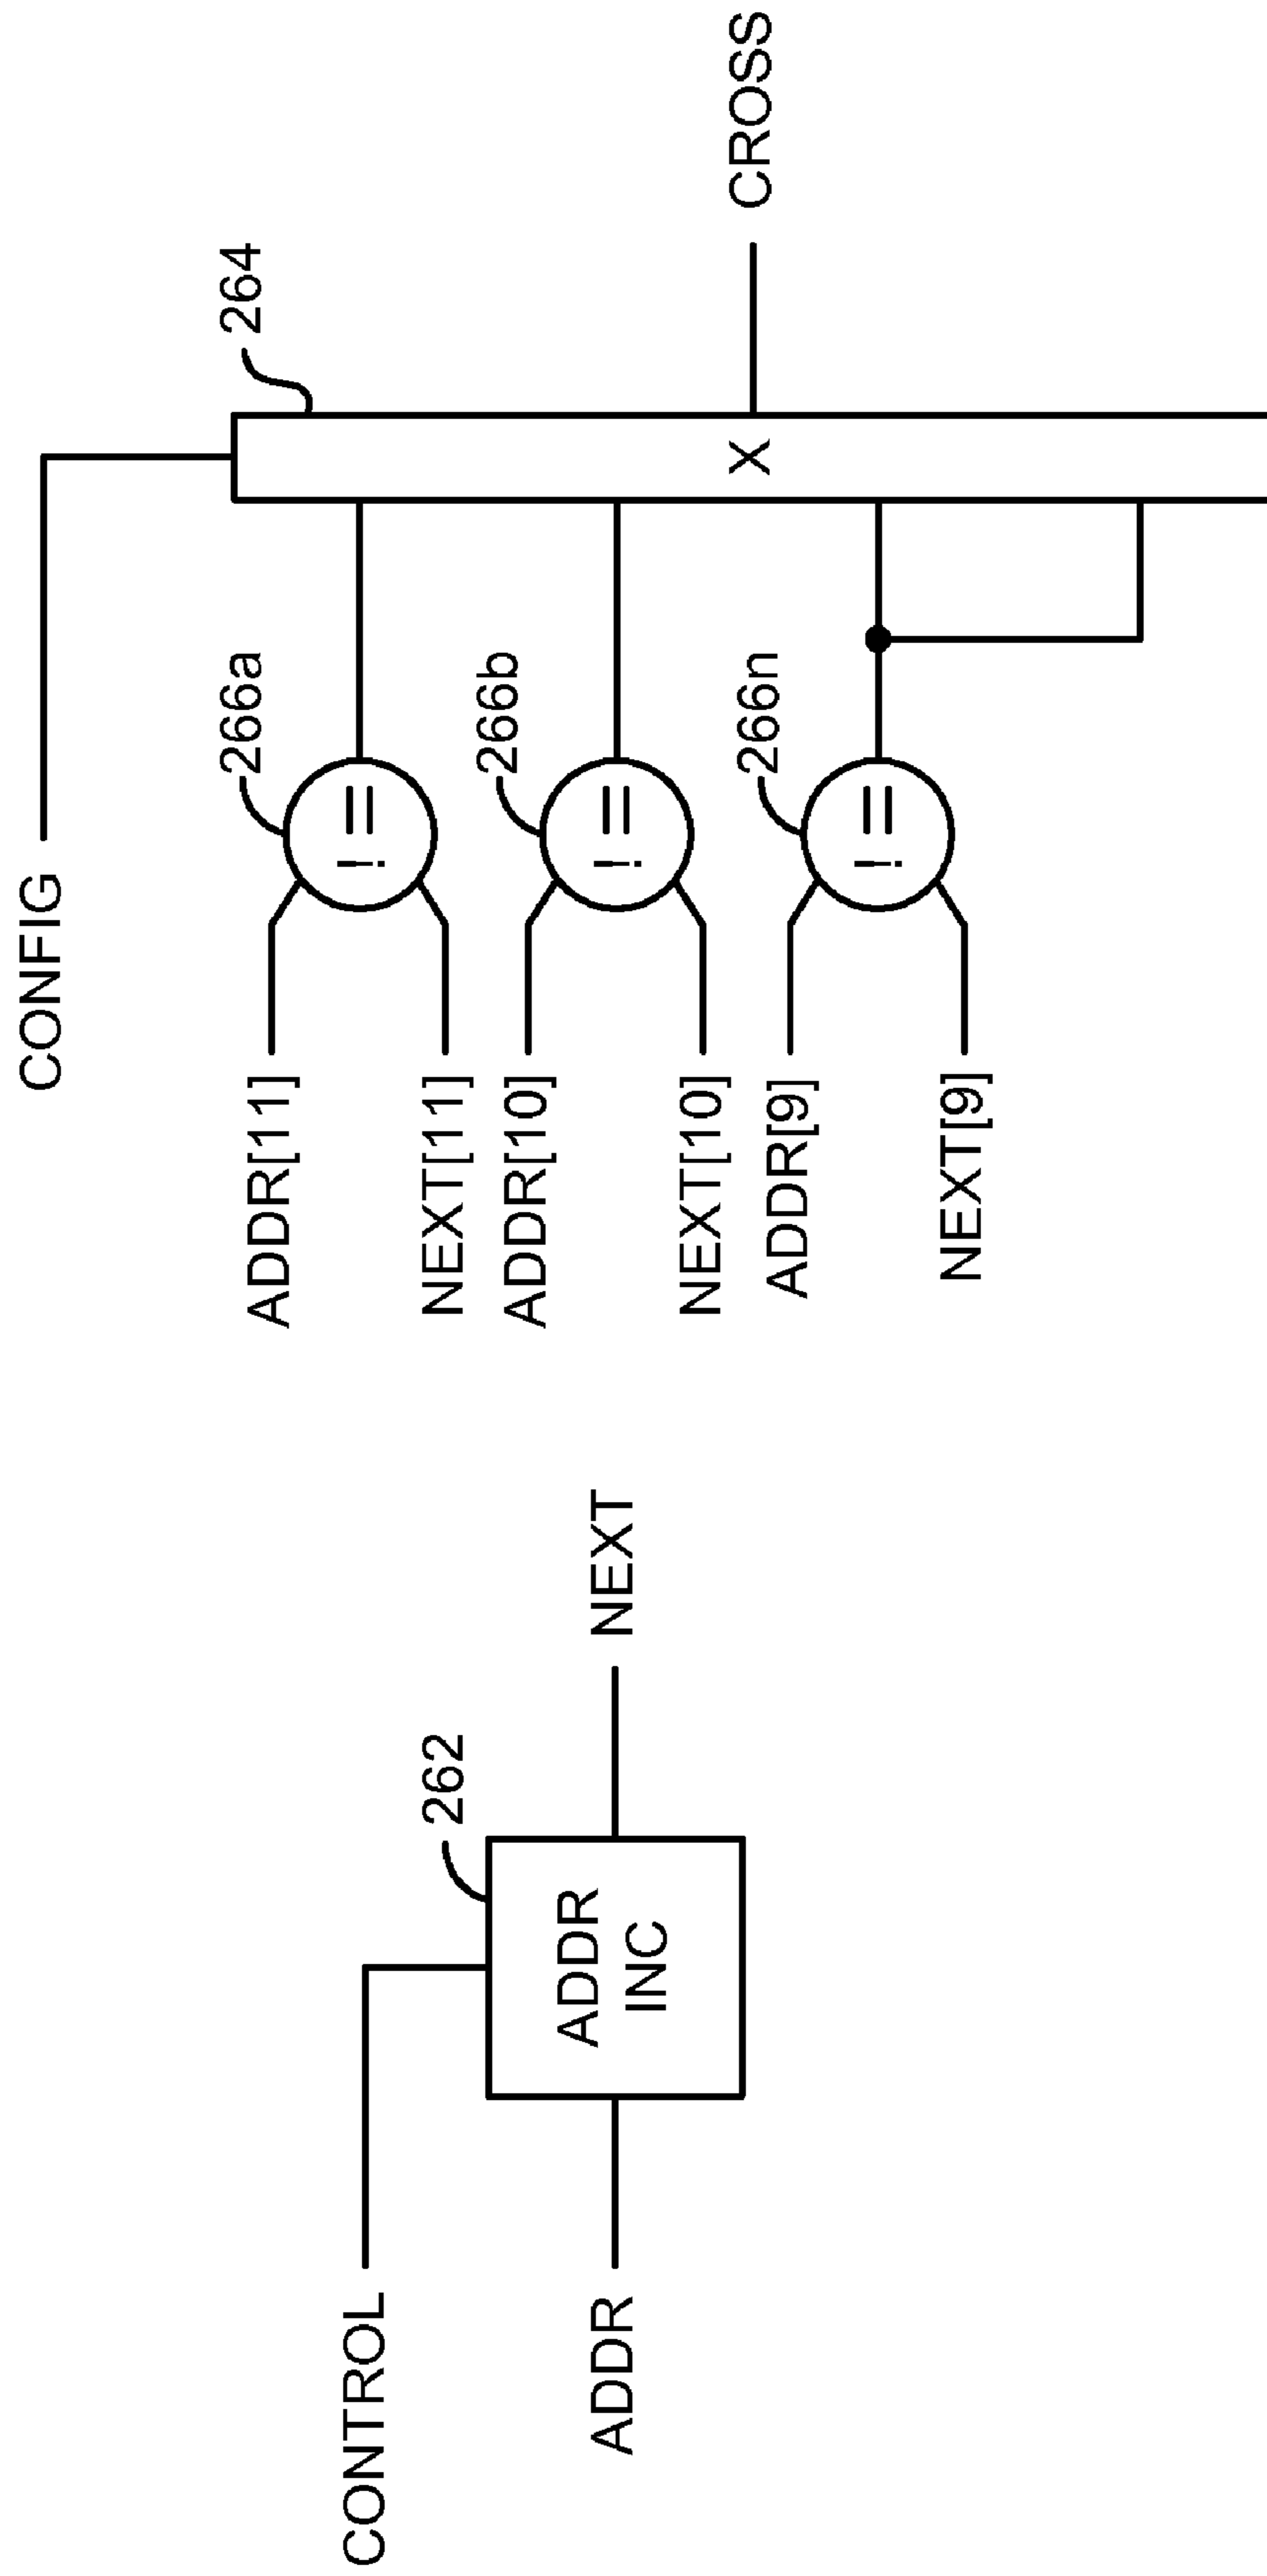 CONTROL
ADDR
ADDR
INC
262
NEXT
CONFIG
ADDR[11]
NEXT[11]
ADDR[10]
NEXT[10]
ADDR[9]
NEXT[9]
266a
!=
266b
!=
266n
!=
264
X
CROSS